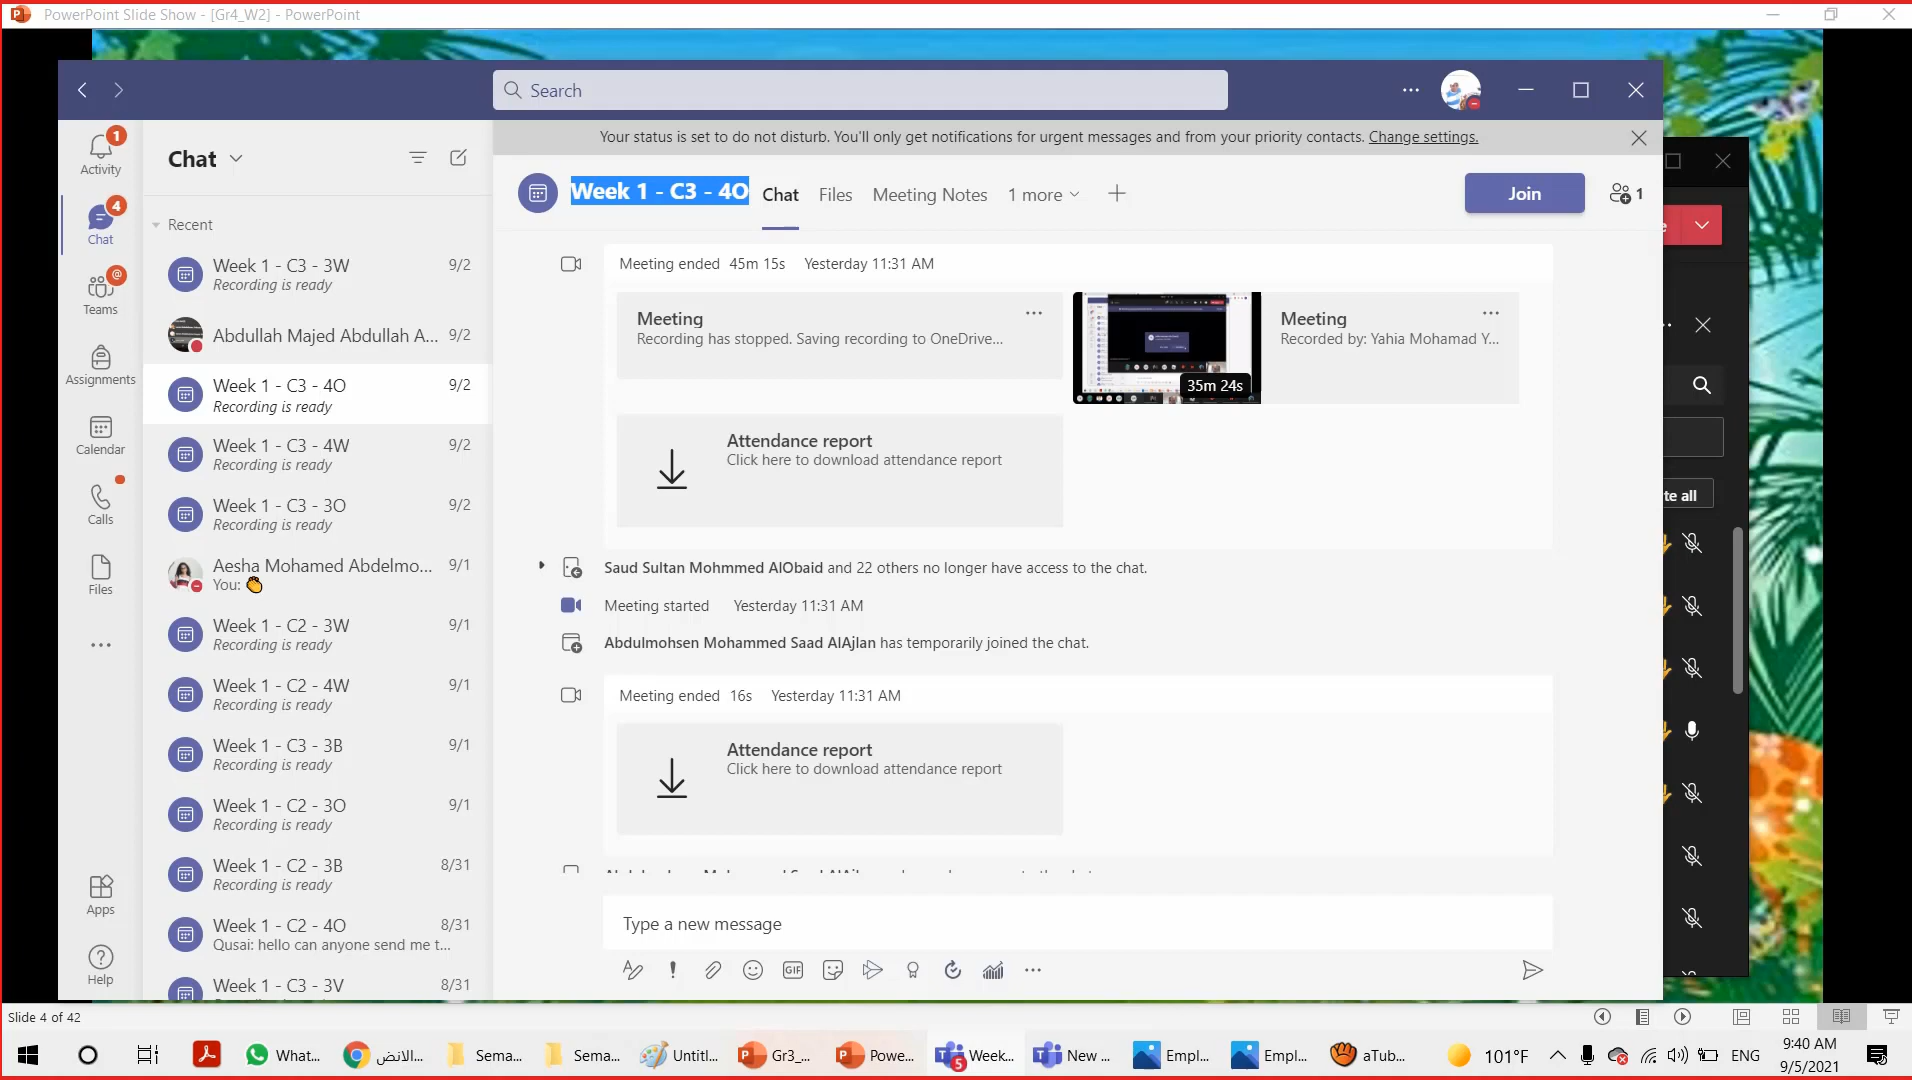 PowerPoint Slide Show - [Gr4_W2] - PowerPoint
Search
Your status is set to do not disturb. You'll only get notifications for urgent messages and from your priority contacts. Change settings.
1
Activity
4
Chat
@
Teams
Assignments
Calendar
Calls
Files
Apps
Help
Chat
Recent
Week 1 - C3 - 3W 9/2
Recording is ready
Abdullah Majed Abdullah A... 9/2
Week 1 - C3 - 4O 9/2
Recording is ready
Week 1 - C3 - 4W 9/2
Recording is ready
Week 1 - C3 - 3O 9/2
Recording is ready
Aesha Mohamed Abdelmo... 9/1
You: 👏
Week 1 - C2 - 3W 9/1
Recording is ready
Week 1 - C2 - 4W 9/1
Recording is ready
Week 1 - C3 - 3B 9/1
Recording is ready
Week 1 - C2 - 3O 9/1
Recording is ready
Week 1 - C2 - 3B 8/31
Recording is ready
Week 1 - C2 - 4O 8/31
Qusai: hello can anyone send me t...
Week 1 - C3 - 3V 8/31
Week 1 - C3 - 4O Chat Files Meeting Notes 1 more Join 1
Meeting ended 45m 15s Yesterday 11:31 AM
Meeting
Recording has stopped. Saving recording to OneDrive...
35m 24s
Meeting
Recorded by: Yahia Mohamad Y...
Attendance report
Click here to download attendance report
Saud Sultan Mohmmed AlObaid and 22 others no longer have access to the chat.
Meeting started Yesterday 11:31 AM
Abdulmohsen Mohammed Saad AlAjlan has temporarily joined the chat.
Meeting ended 16s Yesterday 11:31 AM
Attendance report
Click here to download attendance report
Type a new message
GIF
te all
Slide 4 of 42
What... الانض... Sema... Sema... Untitl... Gr3_... Powe... 5 Week... New ... Empl... Empl... aTub... 101°F ENG
9:40 AM
9/5/2021